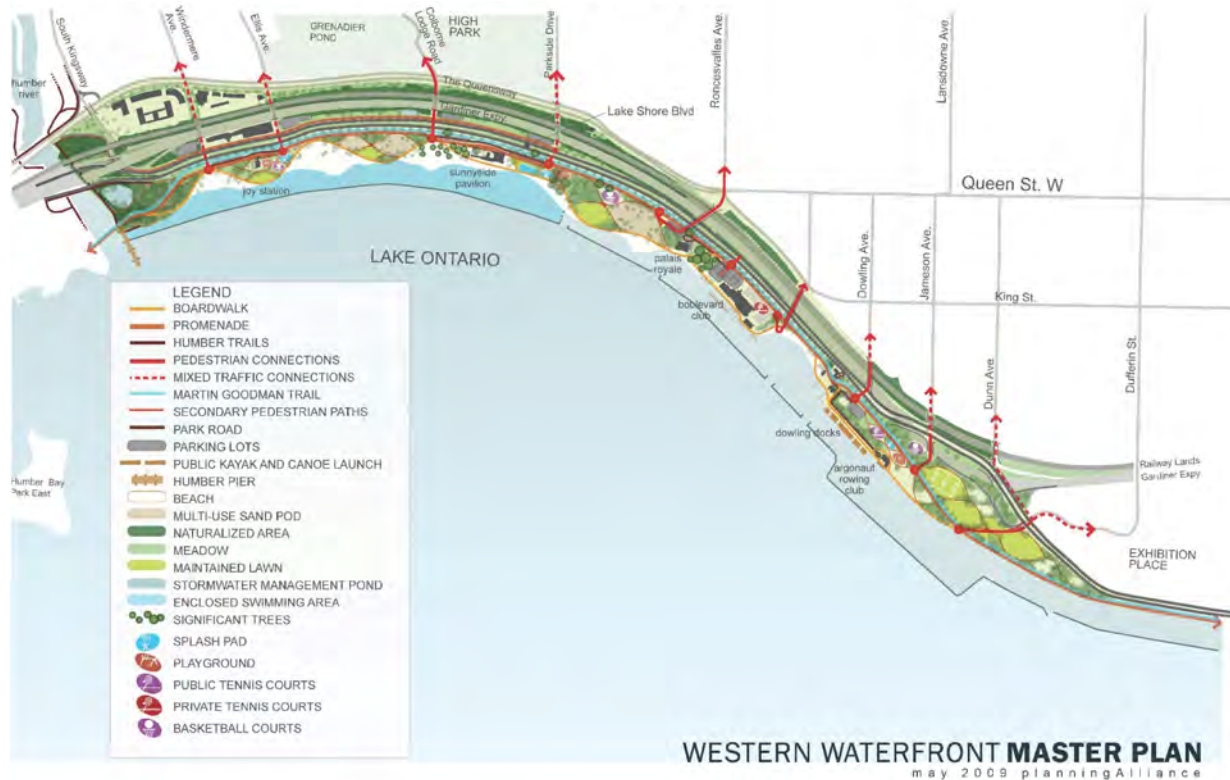 South Kingsway
Windermere
Ave.
Ellis Ave.
GRENADIER
POND
Colborne
Lodge Road
HIGH
PARK
Parkside Drive
Roncesvalles Ave.
Lansdowne Ave.
humber
river
The Queensway
Gardiner Expy.
Lake Shore Blvd
joy station
sunnyside
pavilion
Queen St. W
LAKE ONTARIO
palais
royale
boulevard
club
Dowling Ave.
Jameson Ave.
King St.
Dunn Ave
Dufferin St.
dowling docks
argonaut
rowing
club
Railway Lards
Gardiner Expy.
EXHIBITION
PLACE
Humber Bay
Park East
LEGEND
BOARDWALK
PROMENADE
HUMBER TRAILS
PEDESTRIAN CONNECTIONS
MIXED TRAFFIC CONNECTIONS
MARTIN GOODMAN TRAIL
SECONDARY PEDESTRIAN PATHS
PARK ROAD
PARKING LOTS
PUBLIC KAYAK AND CANOE LAUNCH
HUMBER PIER
BEACH
MULTI-USE SAND POD
NATURALIZED AREA
MEADOW
MAINTAINED LAWN
STORMWATER MANAGEMENT POND
ENCLOSED SWIMMING AREA
SIGNIFICANT TREES
SPLASH PAD
PLAYGROUND
PUBLIC TENNIS COURTS
PRIVATE TENNIS COURTS
BASKETBALL COURTS
WESTERN WATERFRONT MASTER PLAN
may 2009 planningAlliance